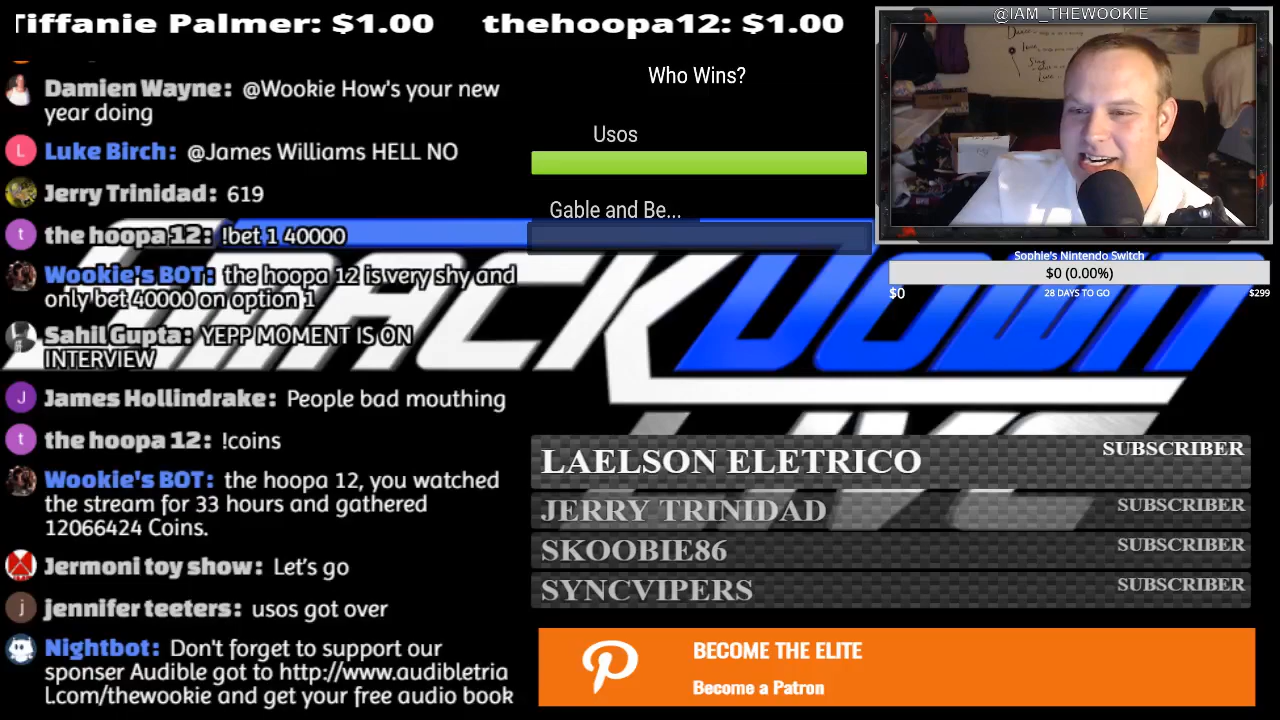 Tiffanie Palmer: $1.00 thehoopa12: $1.00
@IAM_THEWOOKIE
Damien Wayne: @Wookie How's your new
year doing
Luke Birch: @James Williams HELL NO
Jerry Trinidad: 619
the hoopa 12: !bet 1 40000
Wookie's BOT: the hoopa 12 is very shy and
only bet 40000 on option 1
Sahil Gupta: YEPP MOMENT IS ON
INTERVIEW
James Hollindrake: People bad mouthing
the hoopa 12: !coins
Wookie's BOT: the hoopa 12, you watched
the stream for 33 hours and gathered
12066424 Coins.
Jermoni toy show: Let's go
jennifer teeters: usos got over
Nightbot: Don't forget to support our
sponser Audible got to http://www.audibletria
l.com/thewookie and get your free audio book
Who Wins?
Usos
Gable and Be...
Sophie's Nintendo Switch
$0 (0.00%)
$0 28 DAYS TO GO $299
SMACKDOWN
LIVE
LAELSON ELETRICO SUBSCRIBER
JERRY TRINIDAD SUBSCRIBER
SKOOBIE86 SUBSCRIBER
SYNCVIPERS SUBSCRIBER
BECOME THE ELITE
Become a Patron